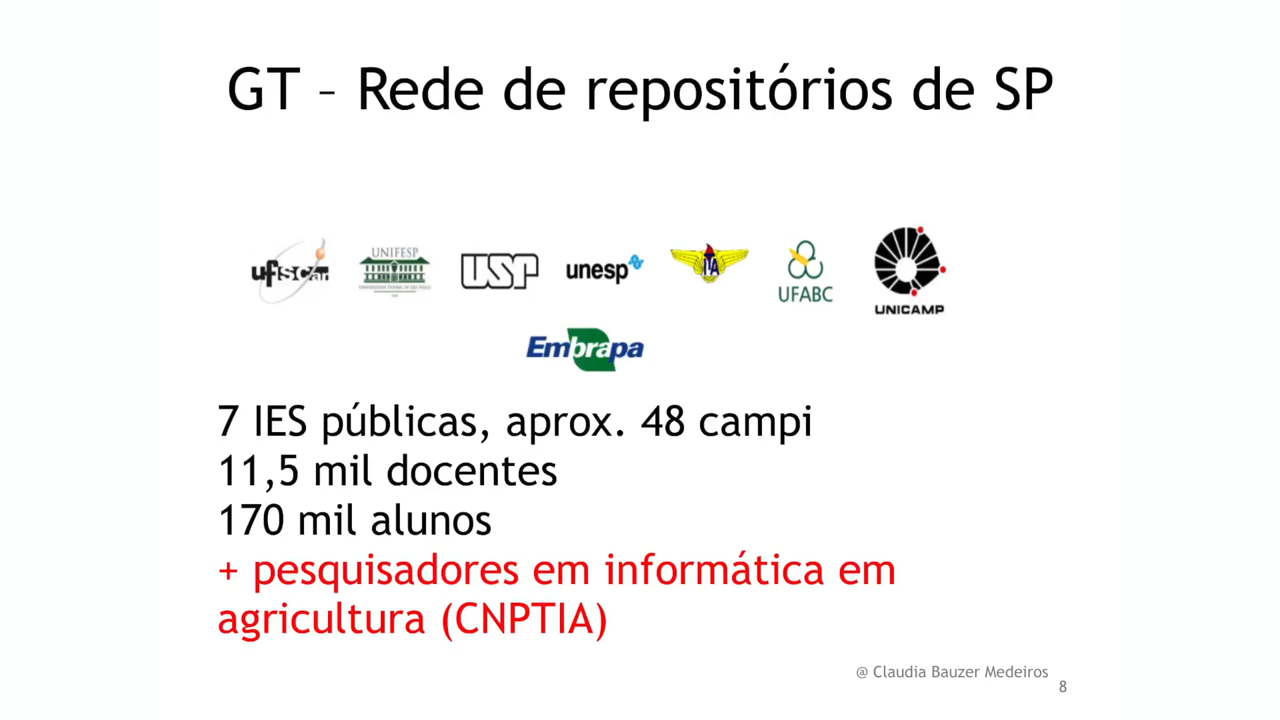 GT – Rede de repositórios de SP
ufscar
UNIFESP
USP
unesp
ITA
UFABC
UNICAMP
Embrapa
7 IES públicas, aprox. 48 campi
11,5 mil docentes
170 mil alunos
+ pesquisadores em informática em
agricultura (CNPTIA)
@ Claudia Bauzer Medeiros
8